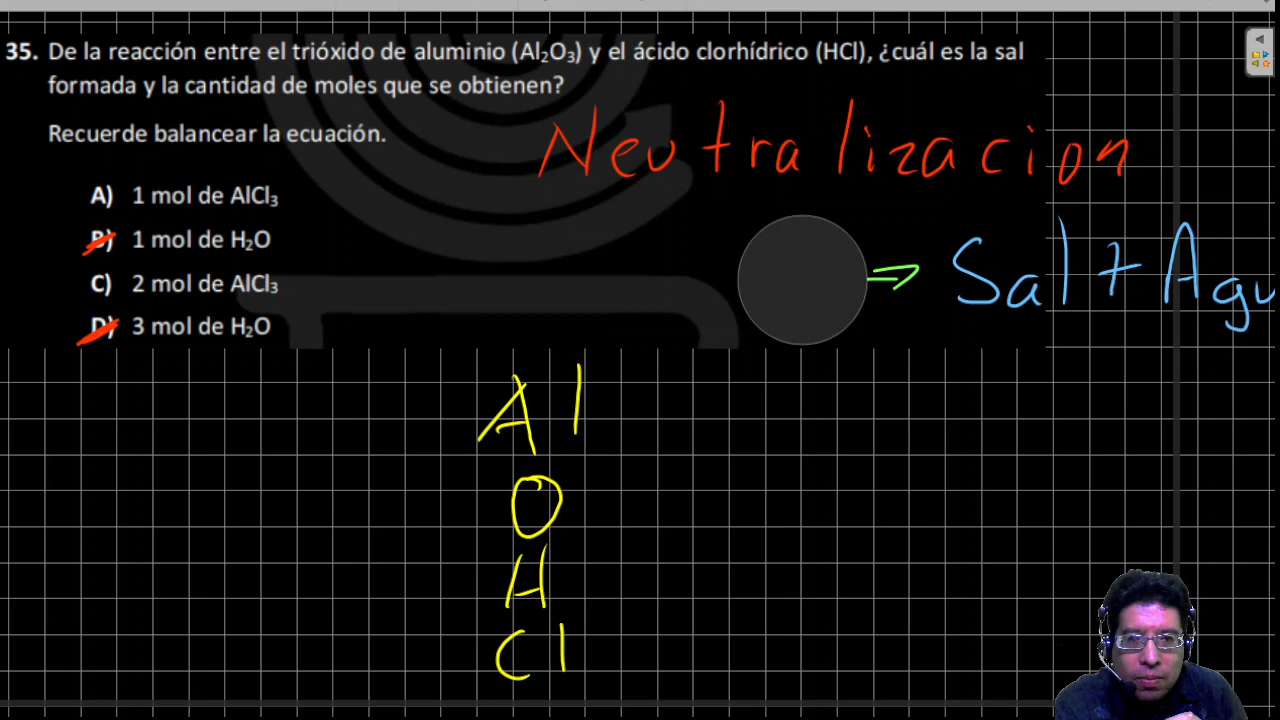 35. De la reacción entre el trióxido de aluminio (Al₂O₃) y el ácido clorhídrico (HCl), ¿cuál es la sal
formada y la cantidad de moles que se obtienen?
Recuerde balancear la ecuación.
Neutralizacion
A) 1 mol de AlCl₃
B) 1 mol de H₂O
C) 2 mol de AlCl₃
D) 3 mol de H₂O
⇒ Sal + Agu
Al
O
H
Cl